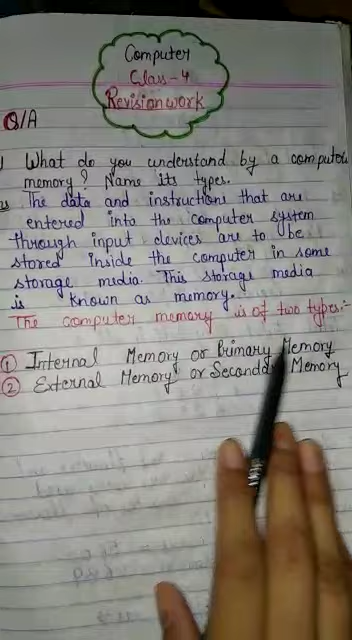 Computer
Class-4
Revision work
Q/A
What do you understand by a computer
memory? Name its types.
The data and instructions that are
entered into the computer system
through input devices are to be
stored inside the computer in some
storage media. This storage media
is known as memory.
The computer memory is of two types:-
① Internal Memory or Primary Memory
② External Memory or Secondary Memory